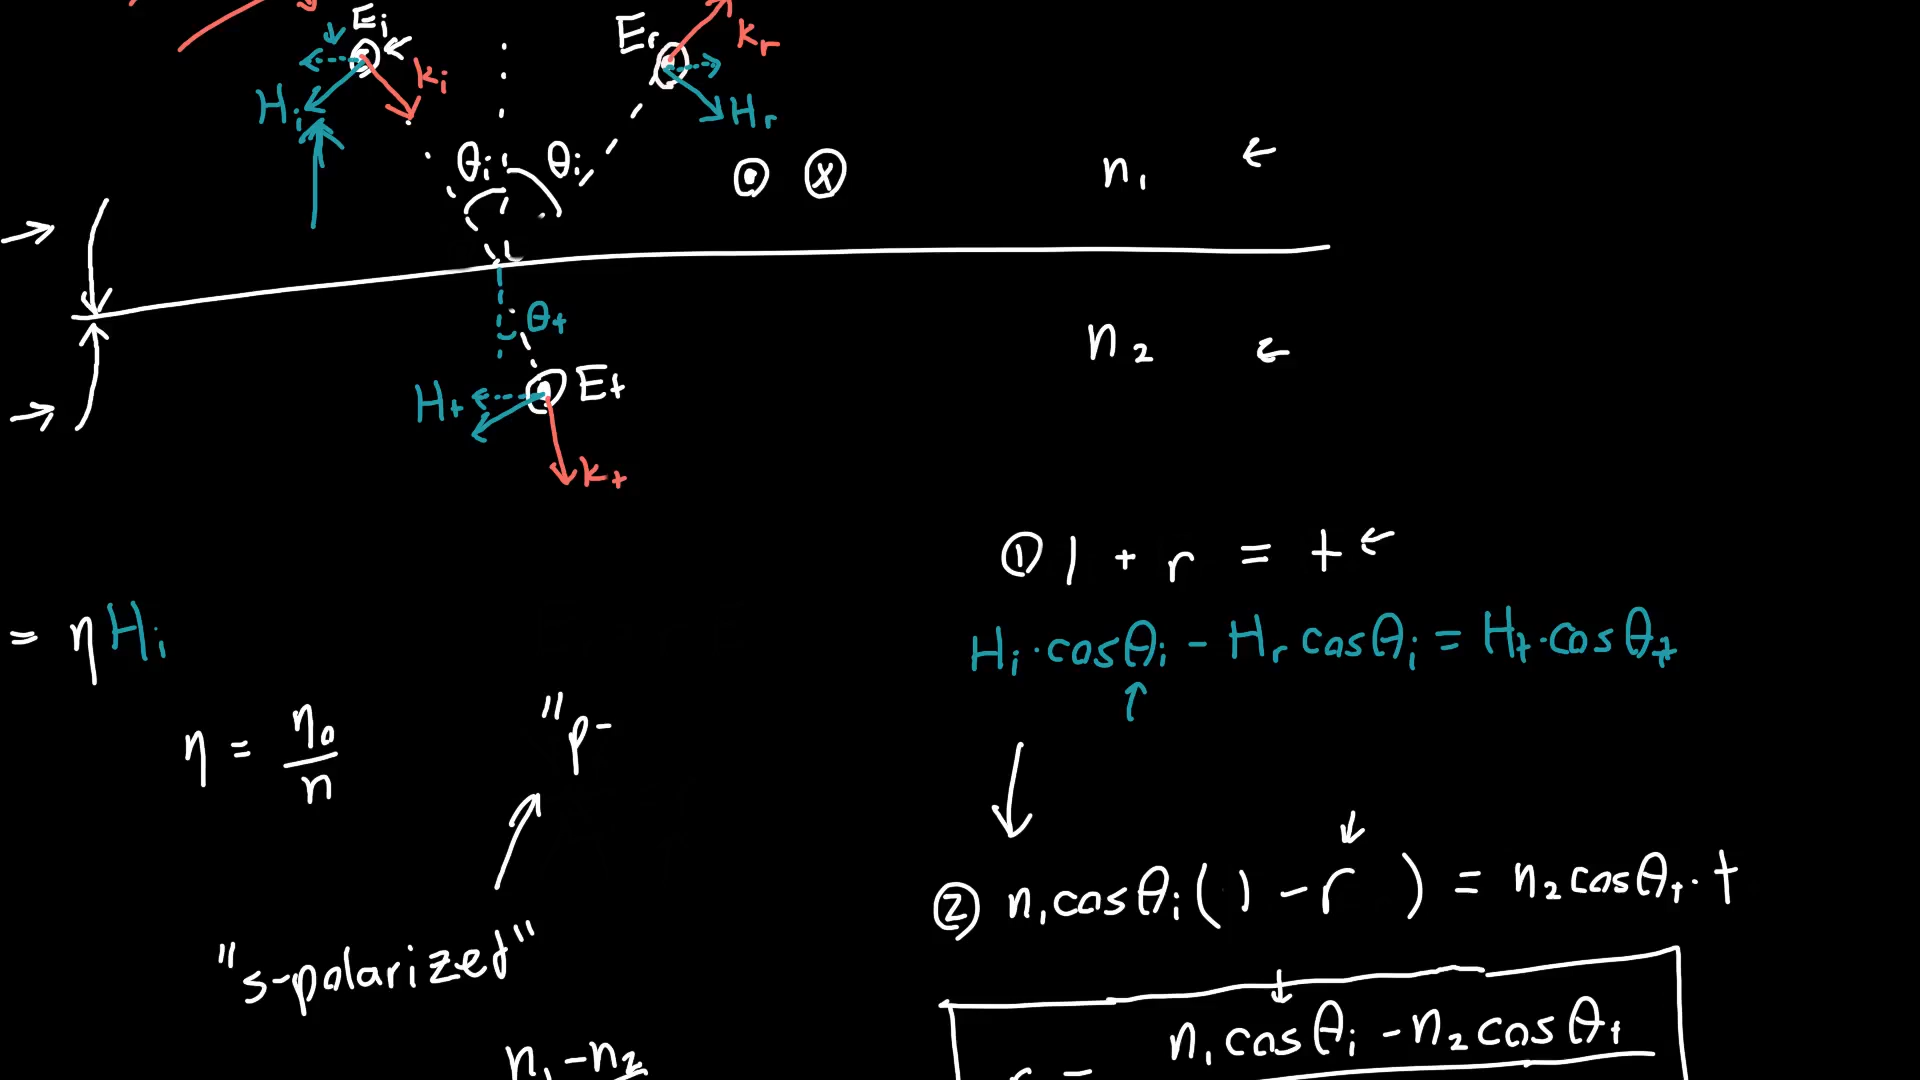 Ei
Er
kr
ki
Hi
Hr
θi θi
n₁
n₂
θt
Et
Ht
kt
① 1 + r = t
Hi·cosθi - Hr cosθi = Ht·cosθt
= ηHi
η = η₀/n
"p-
② n₁cosθi(1 - r) = n₂cosθt·t
"s-polarized"
n₁cosθi - n₂cosθt
r =
n₁ - n₂